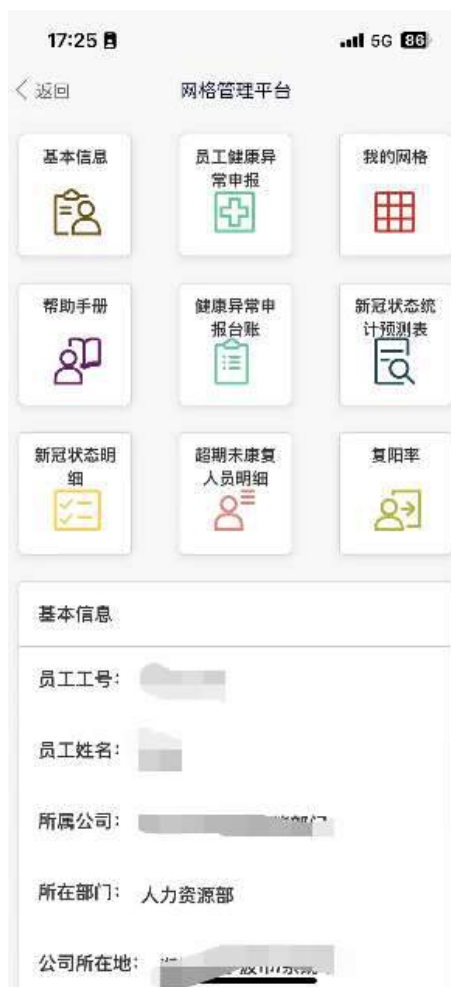 17:25
5G 86
返回
网格管理平台
基本信息
员工健康异
常申报
我的网格
帮助手册
健康异常申
报台账
新冠状态统
计预测表
新冠状态明
细
超期未康复
人员明细
复阳率
基本信息
员工工号:
员工姓名:
所属公司:
所在部门: 人力资源部
公司所在地: